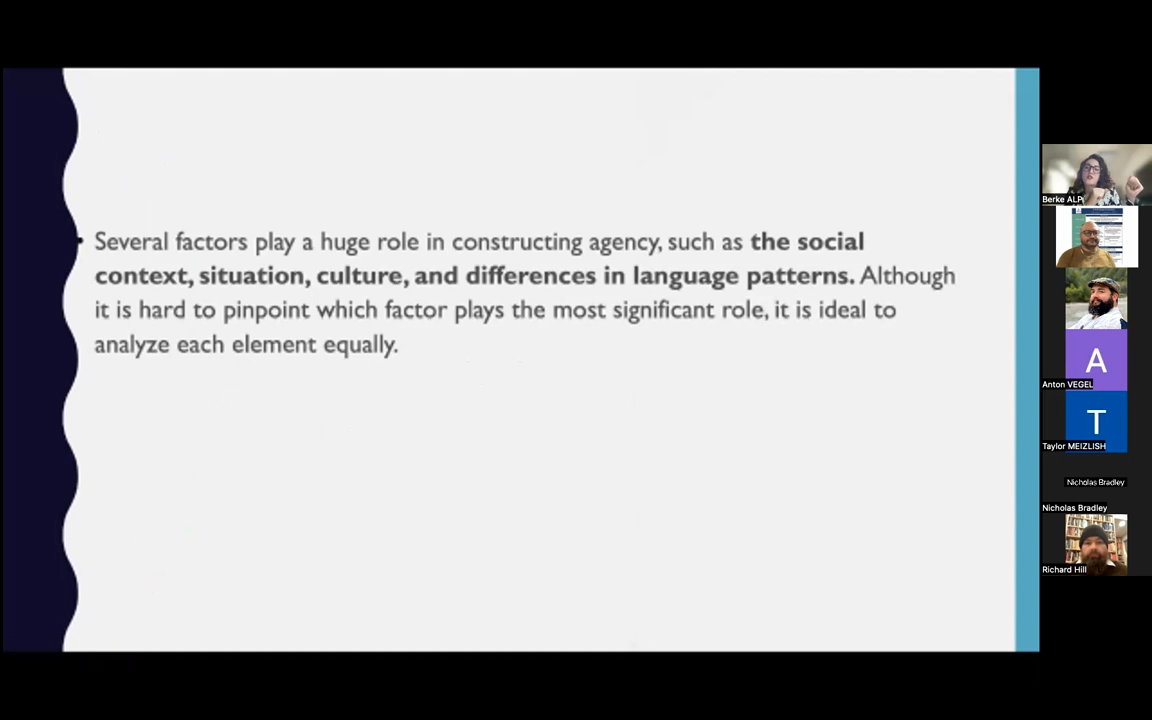 • Several factors play a huge role in constructing agency, such as the social
context, situation, culture, and differences in language patterns. Although
it is hard to pinpoint which factor plays the most significant role, it is ideal to
analyze each element equally.
Berke ALP
A
Anton VEGEL
T
Taylor MEIZLISH
Nicholas Bradley
Nicholas Bradley
Richard Hill